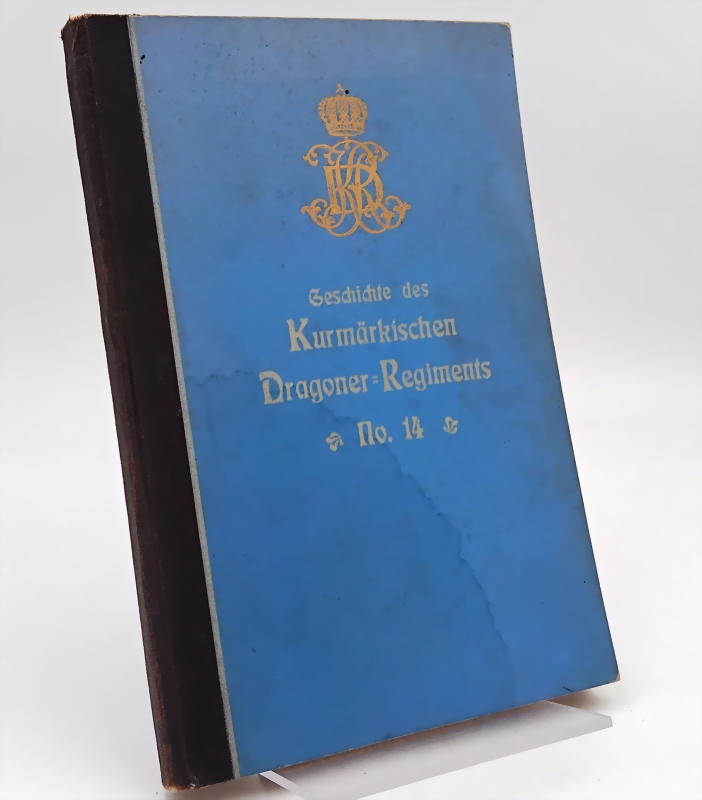 Geschichte des
Kurmärkischen
Dragoner=Regiments
No. 14